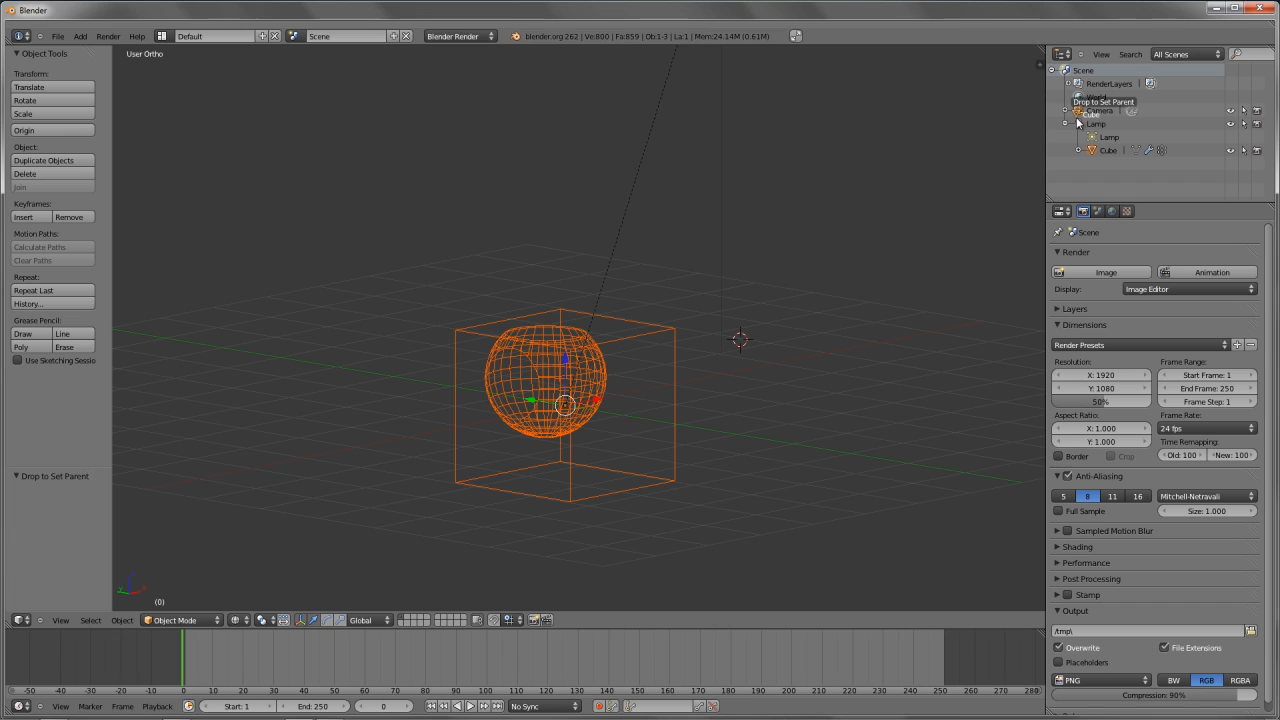 Blender
File Add Render Help Default Scene Blender Render blender.org 262 | Ve:800 | Fa:859 | Ob:1-3 | La:1 | Mem:24.14M (0.61M)
Object Tools
Transform:
Translate
Rotate
Scale
Origin
Object:
Duplicate Objects
Delete
Join
Keyframes:
Insert Remove
Motion Paths:
Calculate Paths
Clear Paths
Repeat:
Repeat Last
History...
Grease Pencil:
Draw Line
Poly Erase
Use Sketching Sessio
Drop to Set Parent
User Ortho
(0)
View Select Object Object Mode Global
-50 -40 -30 -20 -10 0 10 20 30 40 50 60 70 80 90 100 110 120 130 140 150 160 170 180 190 200 210 220 230 240 250 260 270 280
View Marker Frame Playback Start: 1 End: 250 0 No Sync
View Search All Scenes
Scene
RenderLayers
World
Drop to Set Parent
Camera
Cube
Lamp
Lamp
Cube
Scene
Render
Image Animation
Display: Image Editor
Layers
Dimensions
Render Presets
Resolution: Frame Range:
X: 1920 Start Frame: 1
Y: 1080 End Frame: 250
50% Frame Step: 1
Aspect Ratio: Frame Rate:
X: 1.000 24 fps
Y: 1.000 Time Remapping:
Border Crop Old: 100 New: 100
Anti-Aliasing
5 8 11 16 Mitchell-Netravali
Full Sample Size: 1.000
Sampled Motion Blur
Shading
Performance
Post Processing
Stamp
Output
/tmp\
Overwrite File Extensions
Placeholders
PNG BW RGB RGBA
Compression: 90%